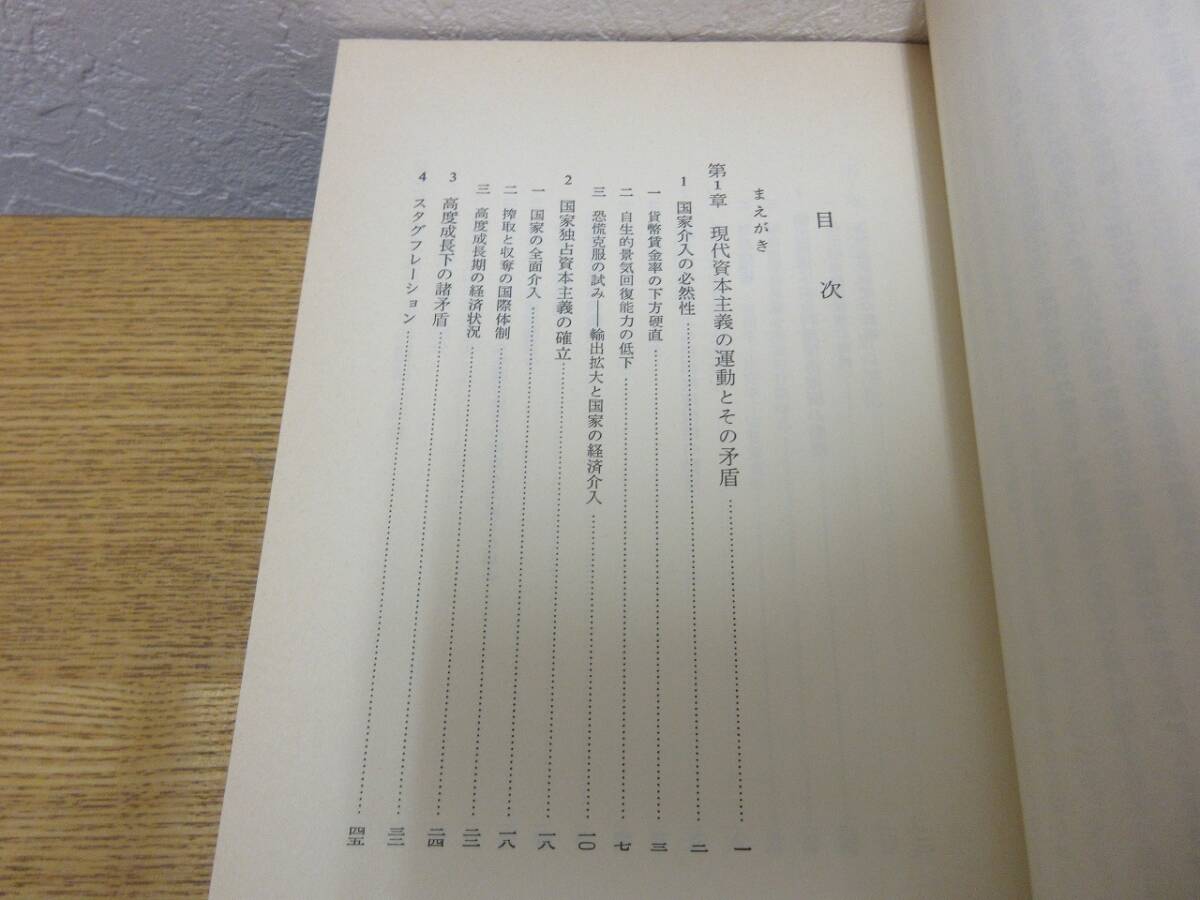 目次
まえがき
第1章 現代資本主義の運動とその矛盾……一
1 国家介入の必然性……二
一 貨幣賃金率の下方硬直……三
二 自生的景気回復能力の低下……七
三 恐慌克服の試み――輸出拡大と国家の経済介入……一〇
2 国家独占資本主義の確立……一八
一 国家の全面介入……一八
二 搾取と収奪の国際体制……二三
三 高度成長期の経済状況……二四
3 高度成長下の諸矛盾……三二
4 スタグフレーション……四五